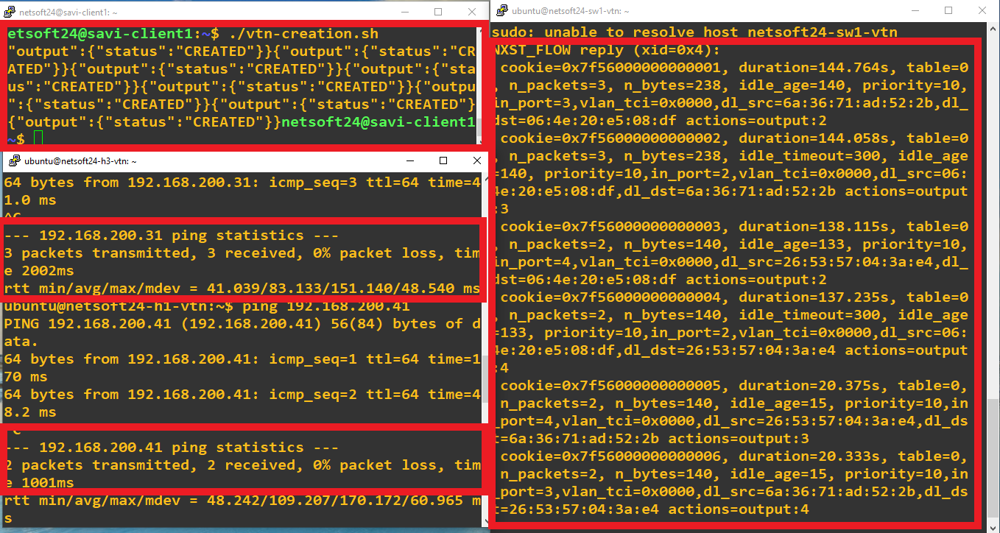 netsoft24@savi-client1: ~
etsoft24@savi-client1:~$ ./vtn-creation.sh
"output":{"status":"CREATED"}}{"output":{"status":"CR
ATED"}}{"output":{"status":"CREATED"}}{"output":{"sta
us":"CREATED"}}{"output":{"status":"CREATED"}}{"outpu
":{"status":"CREATED"}}{"output":{"status":"CREATED"}
{"output":{"status":"CREATED"}}netsoft24@savi-client1
~$
ubuntu@netsoft24-h3-vtn: ~
64 bytes from 192.168.200.31: icmp_seq=3 ttl=64 time=4
1.0 ms
^C
--- 192.168.200.31 ping statistics ---
3 packets transmitted, 3 received, 0% packet loss, tim
e 2002ms
rtt min/avg/max/mdev = 41.039/83.133/151.140/48.540 ms
ubuntu@netsoft24-h1-vtn:~$ ping 192.168.200.41
PING 192.168.200.41 (192.168.200.41) 56(84) bytes of d
ata.
64 bytes from 192.168.200.41: icmp_seq=1 ttl=64 time=1
70 ms
64 bytes from 192.168.200.41: icmp_seq=2 ttl=64 time=4
8.2 ms
--- 192.168.200.41 ping statistics ---
2 packets transmitted, 2 received, 0% packet loss, tim
e 1001ms
rtt min/avg/max/mdev = 48.242/109.207/170.172/60.965 m
s
ubuntu@netsoft24-sw1-vtn: ~
sudo: unable to resolve host netsoft24-sw1-vtn
NXST_FLOW reply (xid=0x4):
cookie=0x7f56000000000001, duration=144.764s, table=0
, n_packets=3, n_bytes=238, idle_age=140, priority=10,
in_port=3,vlan_tci=0x0000,dl_src=6a:36:71:ad:52:2b,dl_
dst=06:4e:20:e5:08:df actions=output:2
cookie=0x7f56000000000002, duration=144.058s, table=0
, n_packets=3, n_bytes=238, idle_timeout=300, idle_age
=140, priority=10,in_port=2,vlan_tci=0x0000,dl_src=06:
4e:20:e5:08:df,dl_dst=6a:36:71:ad:52:2b actions=output
:3
cookie=0x7f56000000000003, duration=138.115s, table=0
, n_packets=2, n_bytes=140, idle_age=133, priority=10,
in_port=4,vlan_tci=0x0000,dl_src=26:53:57:04:3a:e4,dl_
dst=06:4e:20:e5:08:df actions=output:2
cookie=0x7f56000000000004, duration=137.235s, table=0
, n_packets=2, n_bytes=140, idle_timeout=300, idle_age
=133, priority=10,in_port=2,vlan_tci=0x0000,dl_src=06:
4e:20:e5:08:df,dl_dst=26:53:57:04:3a:e4 actions=output
:4
cookie=0x7f56000000000005, duration=20.375s, table=0,
n_packets=2, n_bytes=140, idle_age=15, priority=10,in
_port=4,vlan_tci=0x0000,dl_src=26:53:57:04:3a:e4,dl_ds
t=6a:36:71:ad:52:2b actions=output:3
cookie=0x7f56000000000006, duration=20.333s, table=0,
n_packets=2, n_bytes=140, idle_age=15, priority=10,in
_port=3,vlan_tci=0x0000,dl_src=6a:36:71:ad:52:2b,dl_ds
t=26:53:57:04:3a:e4 actions=output:4